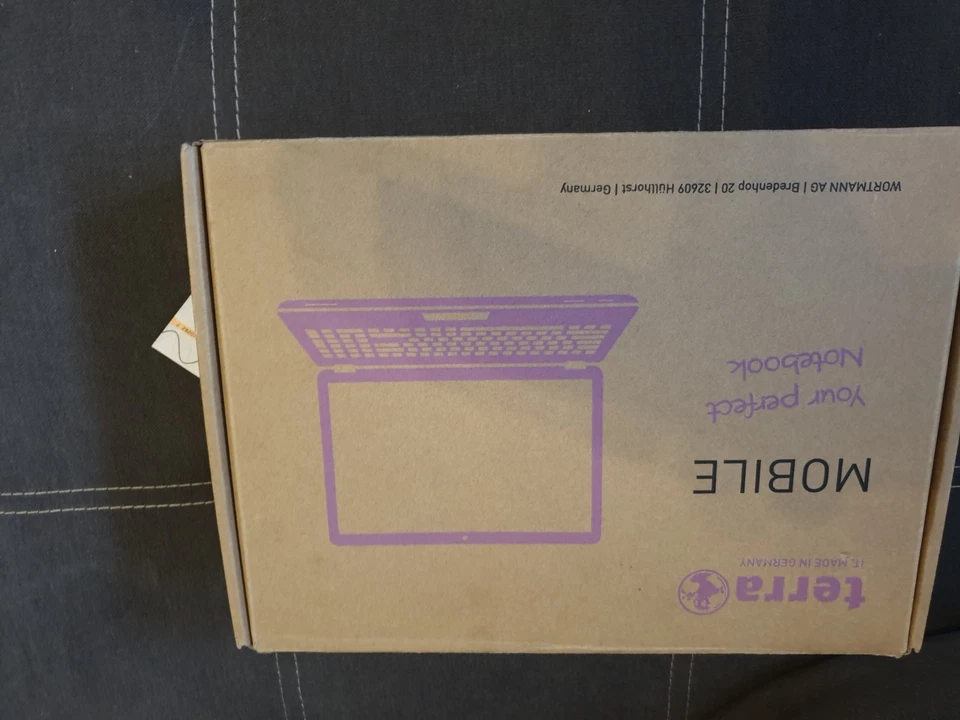 terra
IT. MADE IN GERMANY
MOBILE
Your perfect
Notebook
WORTMANN AG | Bredenhop 20 | 32609 Hüllhorst | Germany